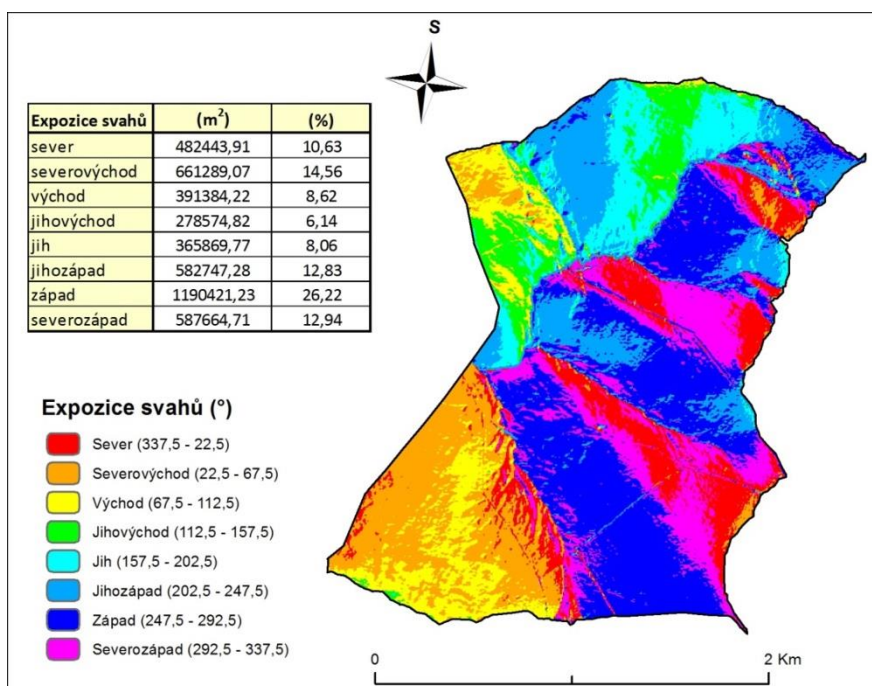 S
Expozice svahů (m²) (%)
sever 482443,91 10,63
severovýchod 661289,07 14,56
východ 391384,22 8,62
jihovýchod 278574,82 6,14
jih 365869,77 8,06
jihozápad 582747,28 12,83
západ 1190421,23 26,22
severozápad 587664,71 12,94
Expozice svahů (°)
Sever (337,5 - 22,5)
Severovýchod (22,5 - 67,5)
Východ (67,5 - 112,5)
Jihovýchod (112,5 - 157,5)
Jih (157,5 - 202,5)
Jihozápad (202,5 - 247,5)
Západ (247,5 - 292,5)
Severozápad (292,5 - 337,5)
0 2 Km